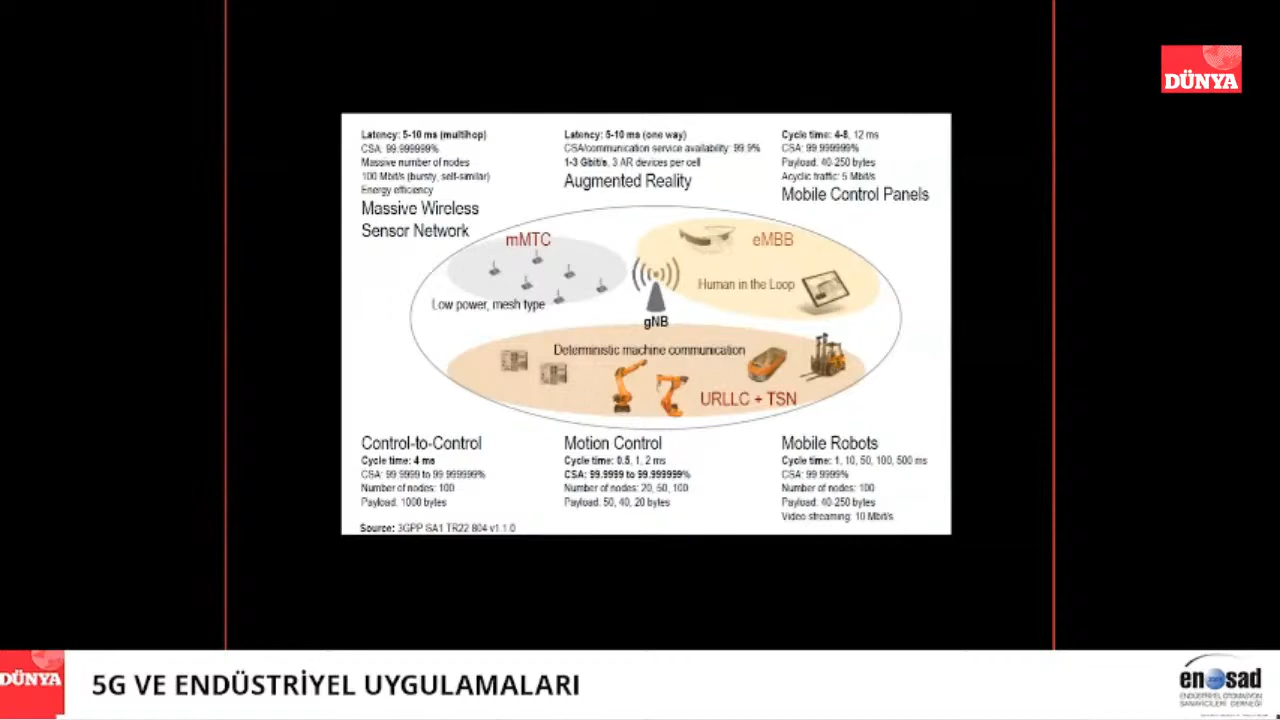 DÜNYA
Latency: 5-10 ms (multihop)
CSA: 99.999999%
Massive number of nodes
100 Mbit/s (bursty, self-similar)
Energy efficiency
Massive Wireless
Sensor Network
Latency: 5-10 ms (one way)
CSA/communication service availability: 99.9%
1-3 Gbit/s, 3 AR devices per cell
Augmented Reality
Cycle time: 4-8, 12 ms
CSA: 99.999999%
Payload: 40-250 bytes
Acyclic traffic: 5 Mbit/s
Mobile Control Panels
mMTC
eMBB
Human in the Loop
Low power, mesh type
gNB
Deterministic machine communication
URLLC + TSN
Control-to-Control
Cycle time: 4 ms
CSA: 99.9999 to 99.999999%
Number of nodes: 100
Payload: 1000 bytes
Motion Control
Cycle time: 0.5, 1, 2 ms
CSA: 99.9999 to 99.999999%
Number of nodes: 20, 50, 100
Payload: 50, 40, 20 bytes
Mobile Robots
Cycle time: 1, 10, 50, 100, 500 ms
CSA: 99.9999%
Number of nodes: 100
Payload: 40-250 bytes
Video streaming: 10 Mbit/s
Source: 3GPP SA1 TR22.804 v1.1.0
DÜNYA
5G VE ENDÜSTRİYEL UYGULAMALARI
enosad
ENDÜSTRİYEL OTOMASYON
SANAYİCİLERİ DERNEĞİ